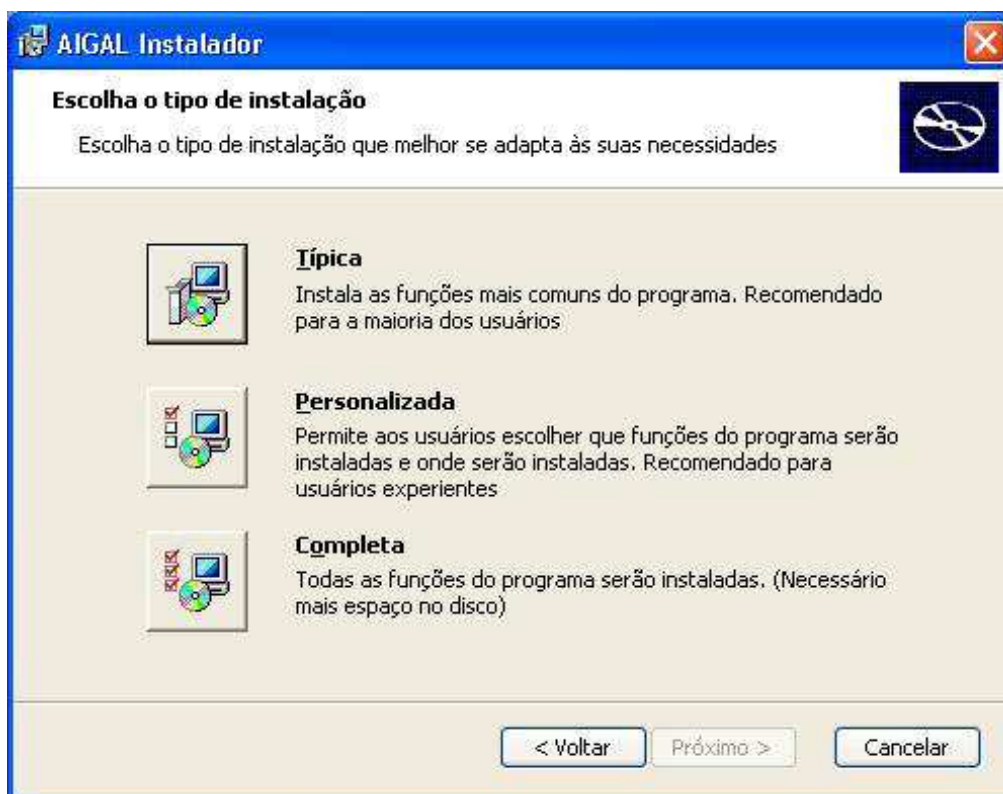 AIGAL Instalador
Escolha o tipo de instalação
Escolha o tipo de instalação que melhor se adapta às suas necessidades
Típica
Instala as funções mais comuns do programa. Recomendado
para a maioria dos usuários
Personalizada
Permite aos usuários escolher que funções do programa serão
instaladas e onde serão instaladas. Recomendado para
usuários experientes
Completa
Todas as funções do programa serão instaladas. (Necessário
mais espaço no disco)
< Voltar Próximo > Cancelar